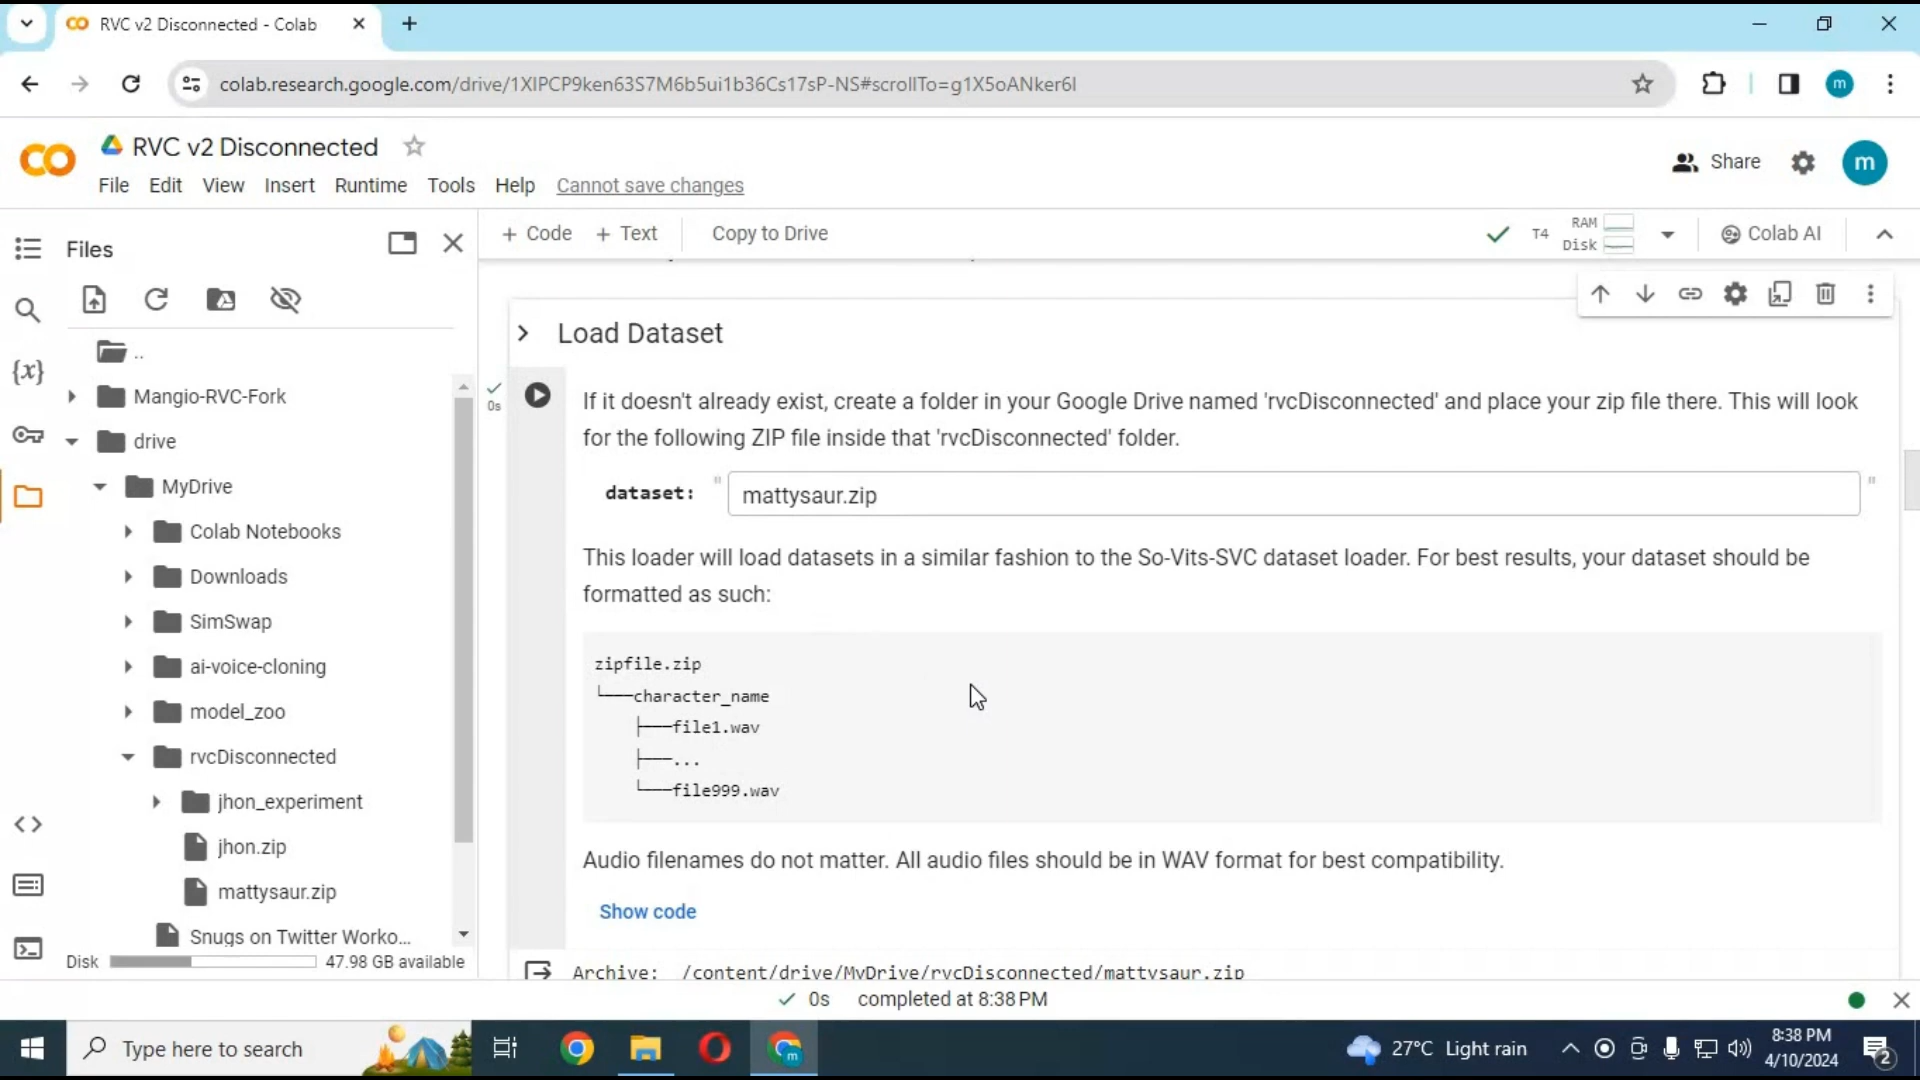 RVC v2 Disconnected - Colab
colab.research.google.com/drive/1XIPCP9ken63S7M6b5ui1b36Cs17sP-NS#scrollTo=g1X5oANker6I
m
RVC v2 Disconnected
File Edit View Insert Runtime Tools Help Cannot save changes
Share
m
Files
+ Code + Text Copy to Drive
T4 RAM Disk
Colab AI
..
Mangio-RVC-Fork
drive
MyDrive
Colab Notebooks
Downloads
SimSwap
ai-voice-cloning
model_zoo
rvcDisconnected
jhon_experiment
jhon.zip
mattysaur.zip
Snugs on Twitter Worko...
Disk 47.98 GB available
Load Dataset
0s
If it doesn't already exist, create a folder in your Google Drive named 'rvcDisconnected' and place your zip file there. This will look
for the following ZIP file inside that 'rvcDisconnected' folder.
dataset: " mattysaur.zip "
This loader will load datasets in a similar fashion to the So-Vits-SVC dataset loader. For best results, your dataset should be
formatted as such:
zipfile.zip
└───character_name
├───file1.wav
├───...
└───file999.wav
Audio filenames do not matter. All audio files should be in WAV format for best compatibility.
Show code
Archive: /content/drive/MyDrive/rvcDisconnected/mattysaur.zip
0s completed at 8:38 PM
Type here to search
27°C Light rain
8:38 PM
4/10/2024
2